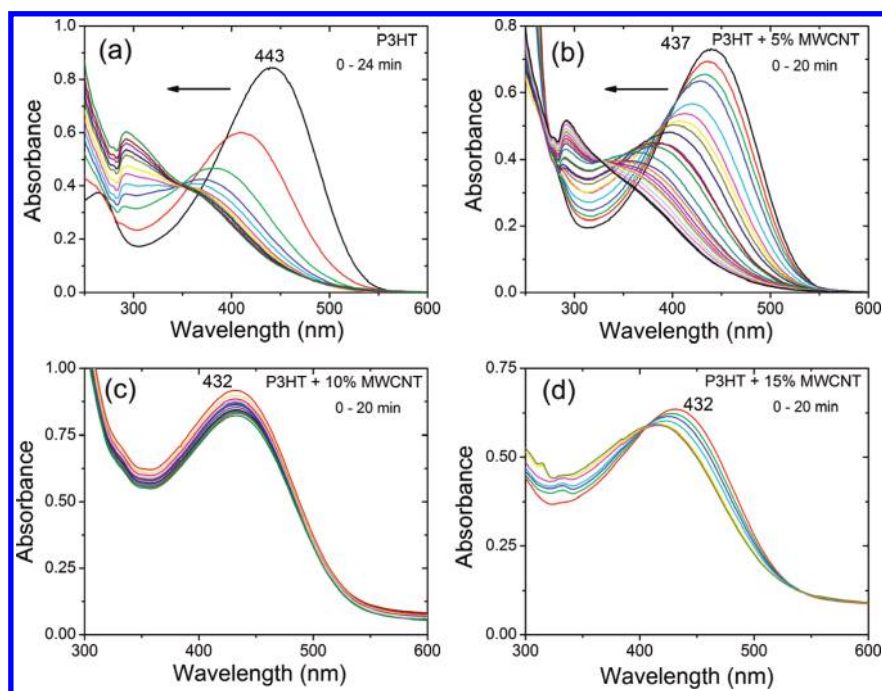 (a)
P3HT
443
0 - 24 min
1.0
0.8
0.6
0.4
0.2
0.0
Absorbance
300 400 500 600
Wavelength (nm)
(b)
P3HT + 5% MWCNT
437
0 - 20 min
0.8
0.6
0.4
0.2
0.0
Absorbance
300 400 500 600
Wavelength (nm)
(c)
432
P3HT + 10% MWCNT
0 - 20 min
1.00
0.75
0.50
0.25
0.00
Absorbance
300 400 500 600
Wavelength (nm)
(d)
P3HT + 15% MWCNT
432
0 - 20 min
0.75
0.50
0.25
0.00
Absorbance
300 400 500 600
Wavelength (nm)